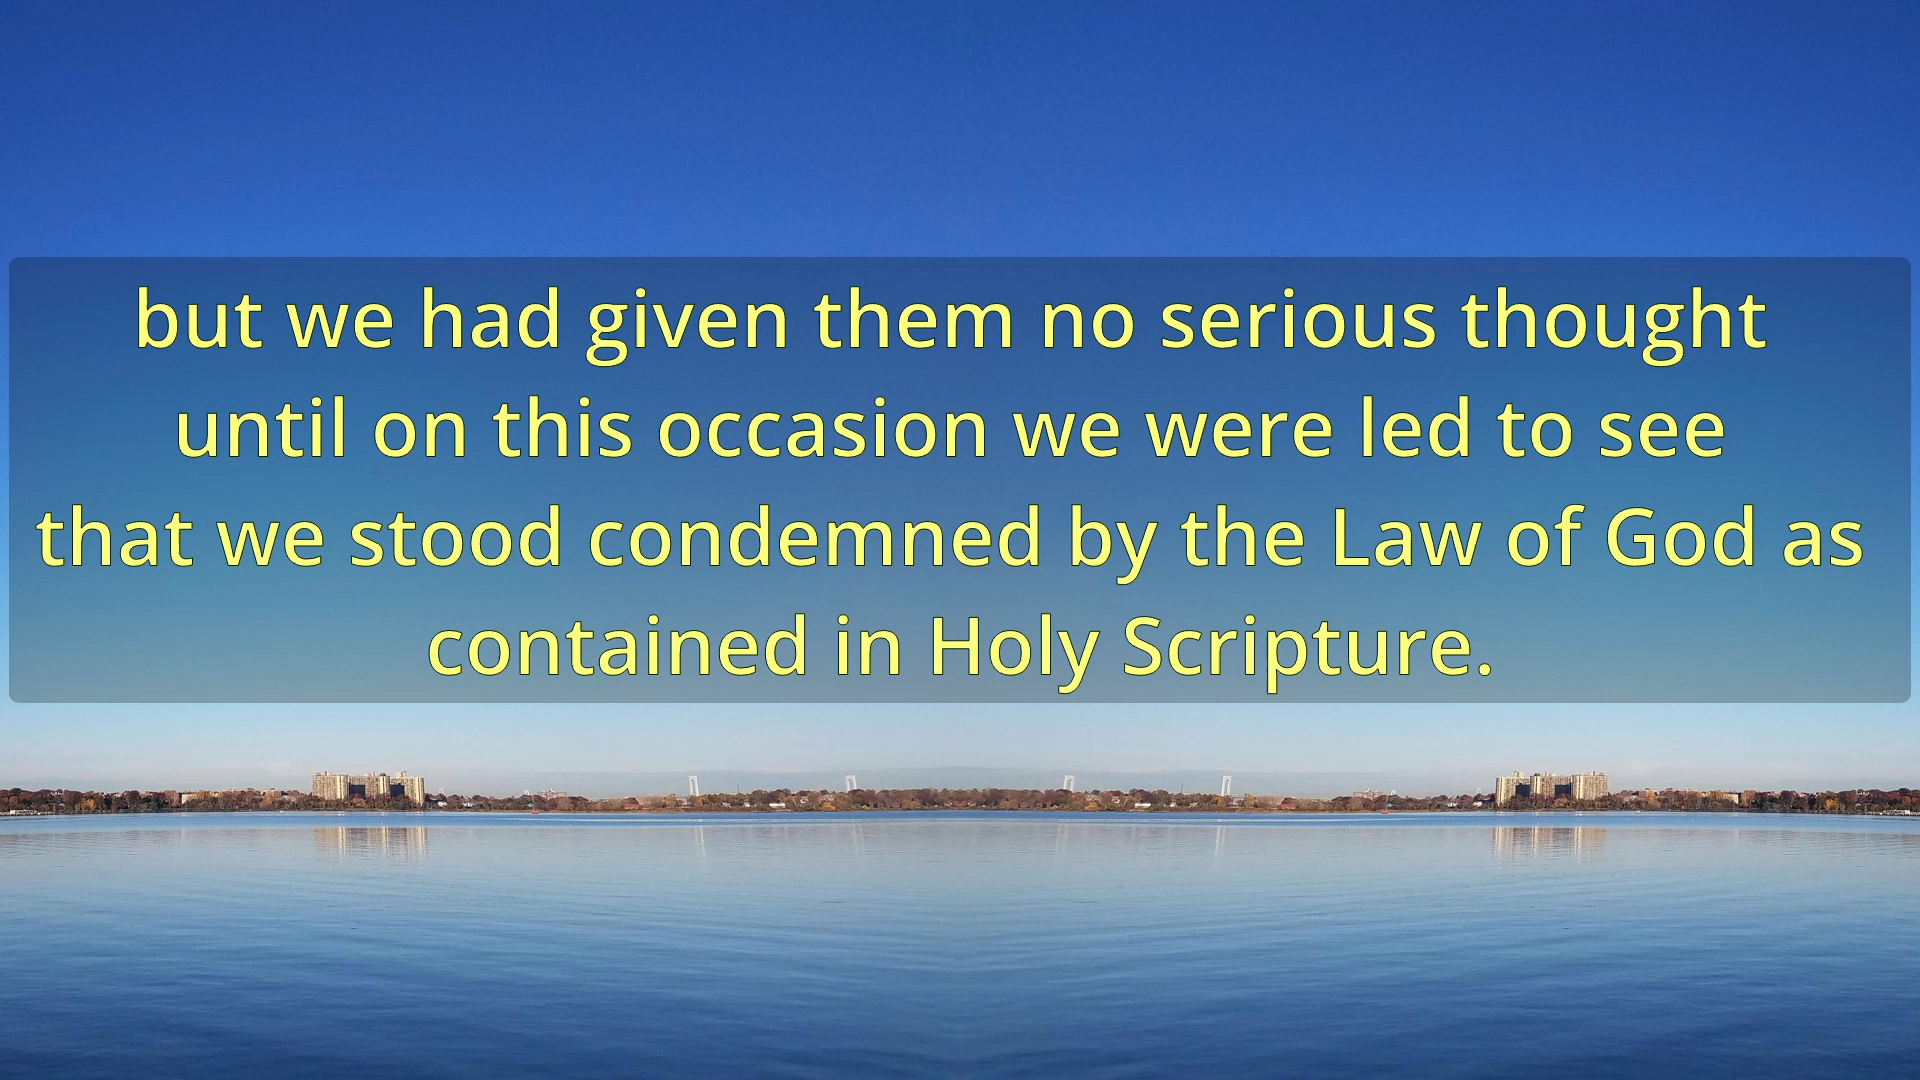 but we had given them no serious thought
until on this occasion we were led to see
that we stood condemned by the Law of God as
contained in Holy Scripture.